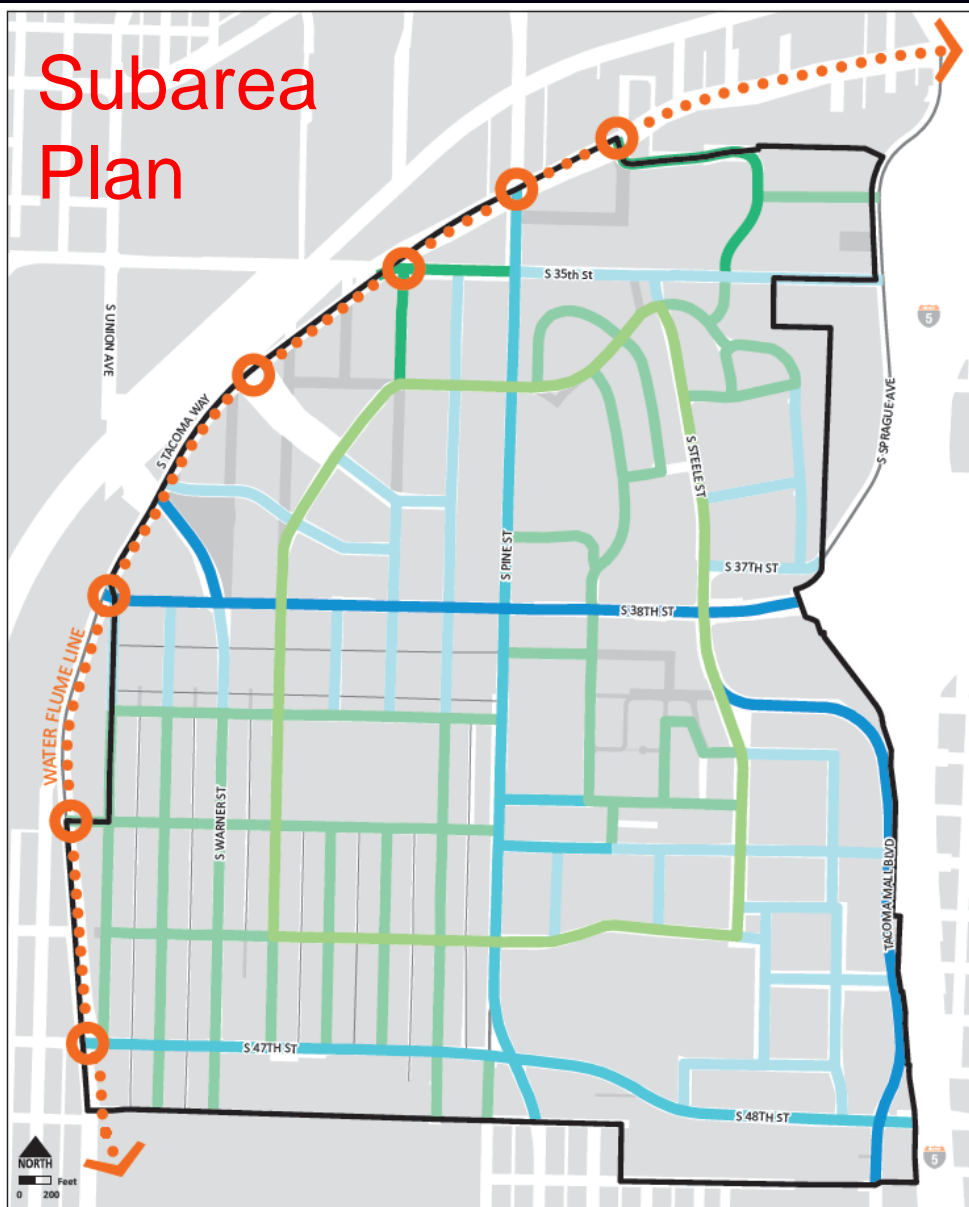 Subarea
Plan
S 35th St
S UNION AVE
5
S TACOMA WAY
S SPRAGUE AVE
S STEELE ST
S PINE ST
S 37TH ST
S 38TH ST
WATER FLUME LINE
S WARNER ST
TACOMA MALL BLVD
S 47TH ST
S 48TH ST
NORTH
Feet
0 200
5